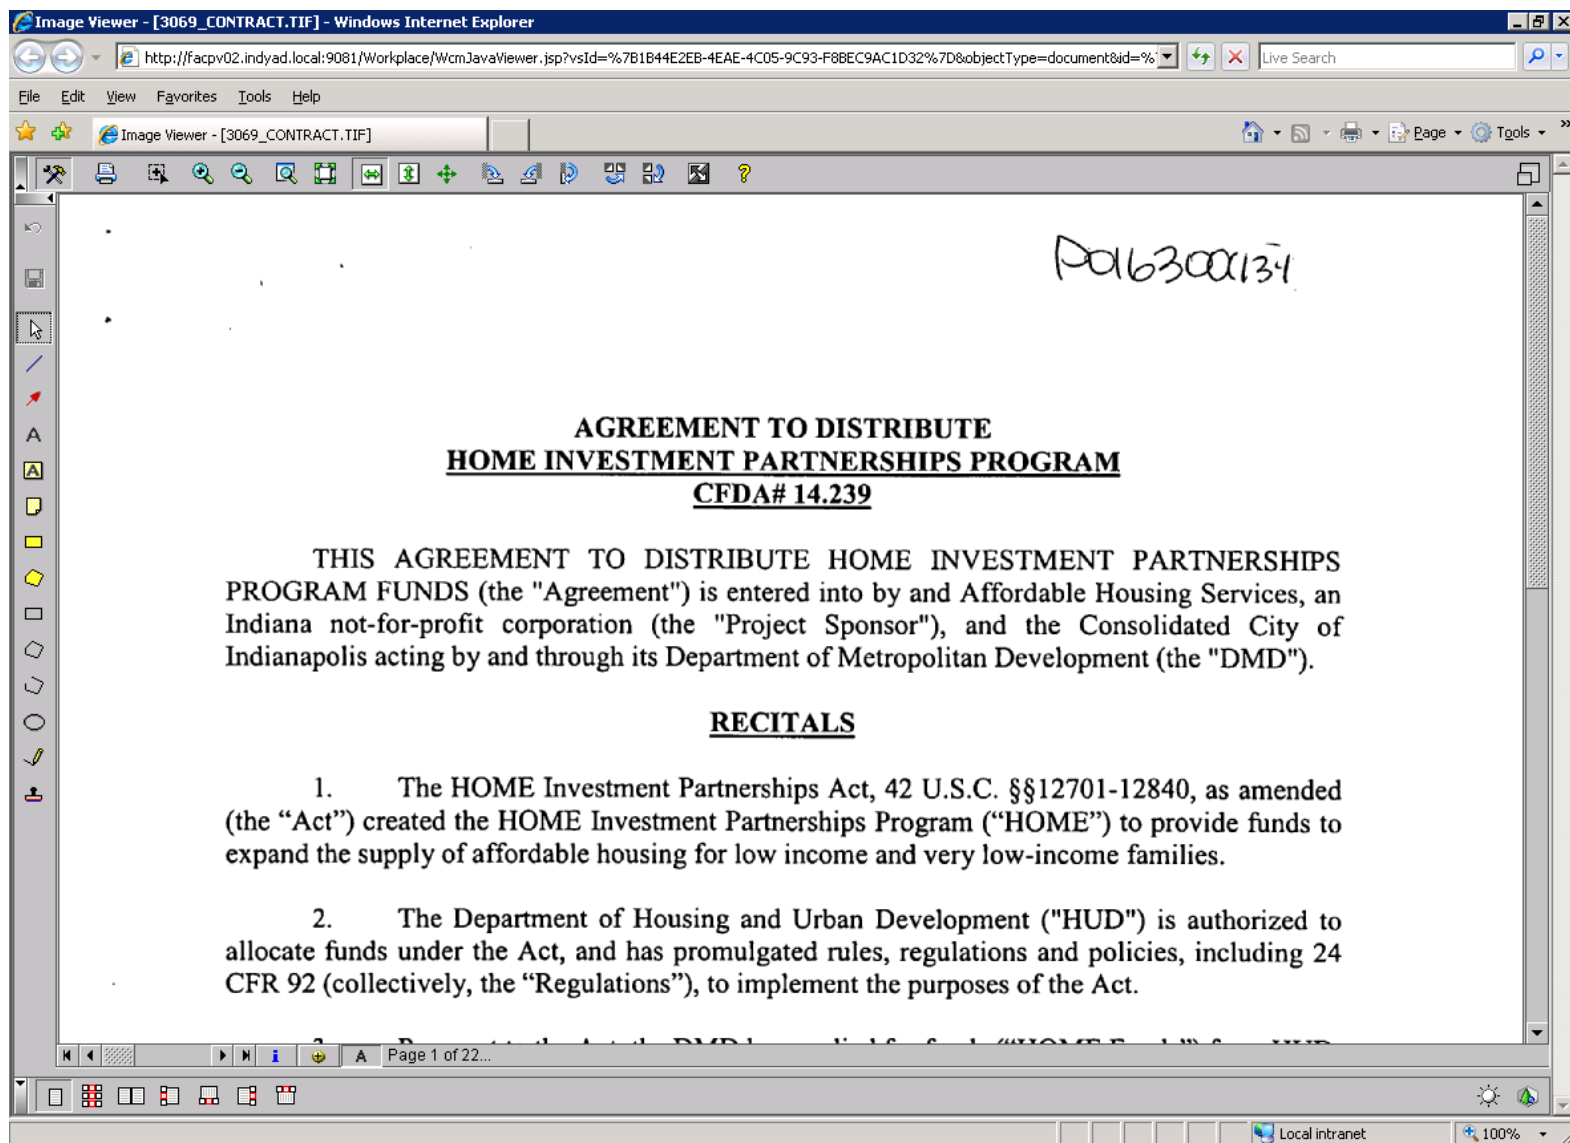 Image Viewer - [3069_CONTRACT.TIF] - Windows Internet Explorer
http://facpv02.indyad.local:9081/Workplace/WcmJavaViewer.jsp?vsId=%7B1B44E2EB-4EAE-4C05-9C93-F8BEC9AC1D32%7D&objectType=document&id=%
Live Search
File Edit View Favorites Tools Help
Image Viewer - [3069_CONTRACT.TIF]
Page Tools
AGREEMENT TO DISTRIBUTE
HOME INVESTMENT PARTNERSHIPS PROGRAM
CFDA# 14.239
THIS AGREEMENT TO DISTRIBUTE HOME INVESTMENT PARTNERSHIPS
PROGRAM FUNDS (the "Agreement") is entered into by and Affordable Housing Services, an
Indiana not-for-profit corporation (the "Project Sponsor"), and the Consolidated City of
Indianapolis acting by and through its Department of Metropolitan Development (the "DMD").
RECITALS
1. The HOME Investment Partnerships Act, 42 U.S.C. §§12701-12840, as amended
(the “Act”) created the HOME Investment Partnerships Program (“HOME”) to provide funds to
expand the supply of affordable housing for low income and very low-income families.
2. The Department of Housing and Urban Development ("HUD") is authorized to
allocate funds under the Act, and has promulgated rules, regulations and policies, including 24
CFR 92 (collectively, the “Regulations”), to implement the purposes of the Act.
A Page 1 of 22...
Local intranet 100%